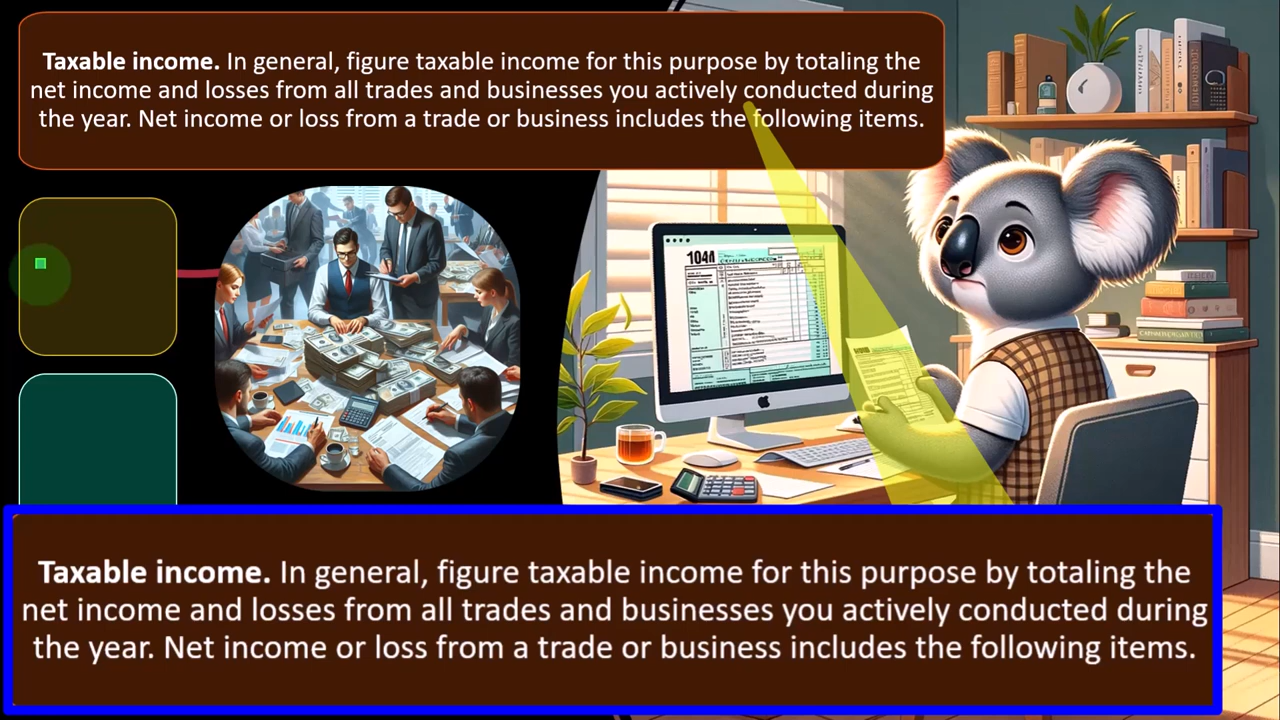 Taxable income. In general, figure taxable income for this purpose by totaling the
net income and losses from all trades and businesses you actively conducted during
the year. Net income or loss from a trade or business includes the following items.
104A
Taxable income. In general, figure taxable income for this purpose by totaling the
net income and losses from all trades and businesses you actively conducted during
the year. Net income or loss from a trade or business includes the following items.